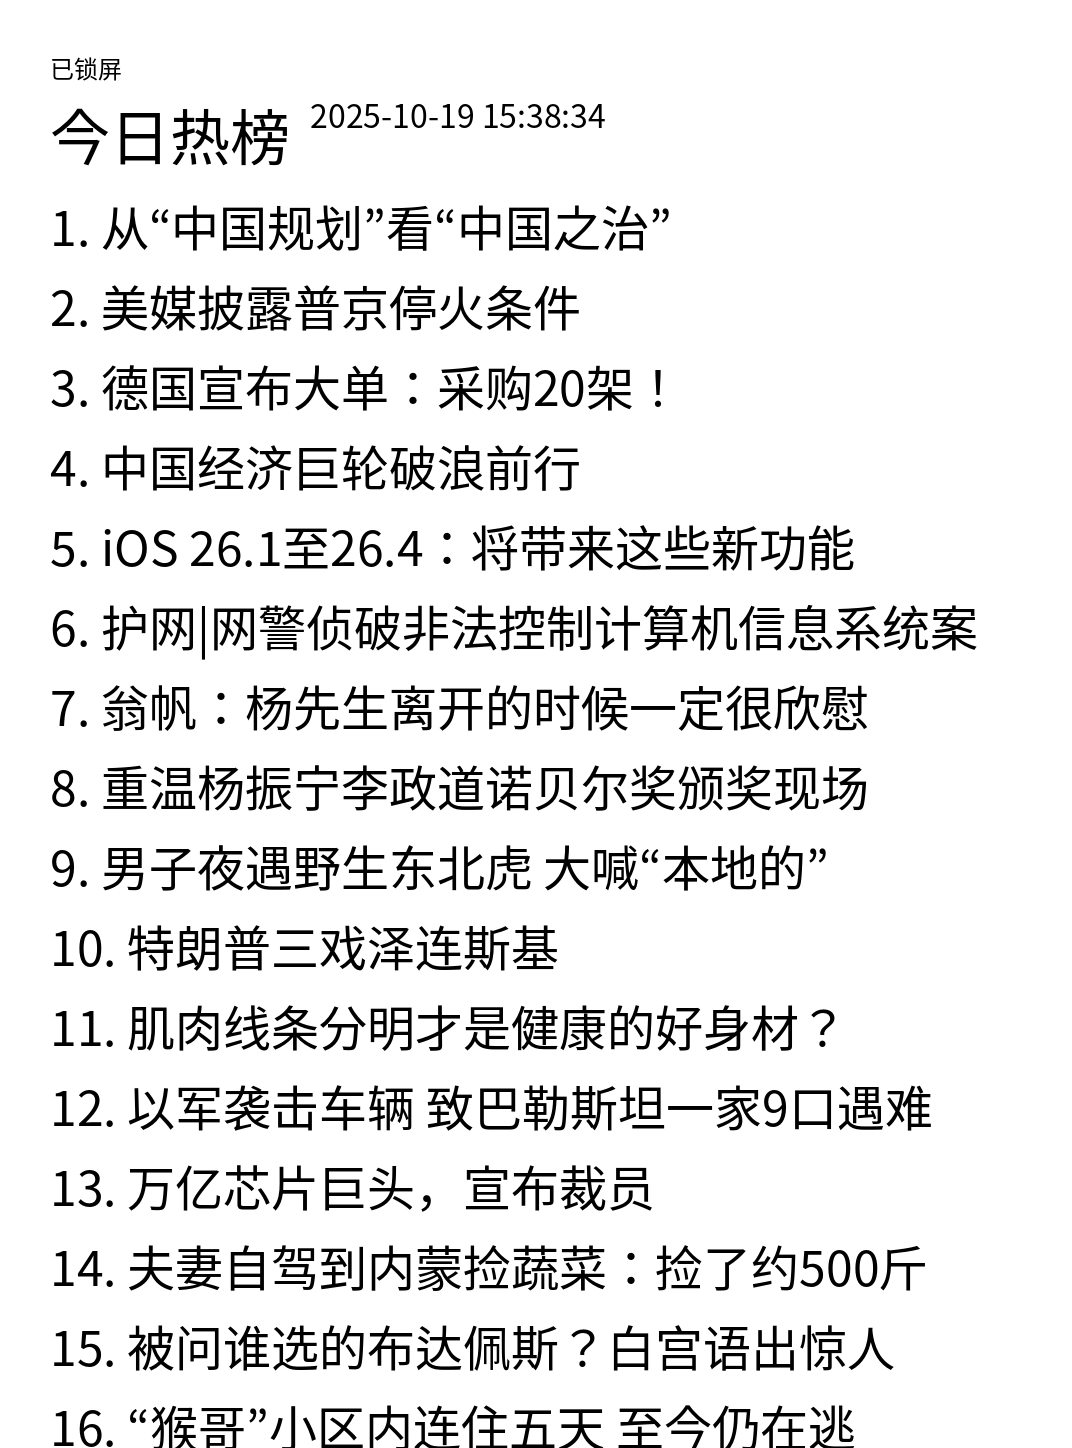 已锁屏
今日热榜 2025-10-19 15:38:34
1. 从“中国规划”看“中国之治”
2. 美媒披露普京停火条件
3. 德国宣布大单：采购20架！
4. 中国经济巨轮破浪前行
5. iOS 26.1至26.4：将带来这些新功能
6. 护网|网警侦破非法控制计算机信息系统案
7. 翁帆：杨先生离开的时候一定很欣慰
8. 重温杨振宁李政道诺贝尔奖颁奖现场
9. 男子夜遇野生东北虎 大喊“本地的”
10. 特朗普三戏泽连斯基
11. 肌肉线条分明才是健康的好身材？
12. 以军袭击车辆 致巴勒斯坦一家9口遇难
13. 万亿芯片巨头，宣布裁员
14. 夫妻自驾到内蒙捡蔬菜：捡了约500斤
15. 被问谁选的布达佩斯？白宫语出惊人
16. “猴哥”小区内连住五天 至今仍在逃